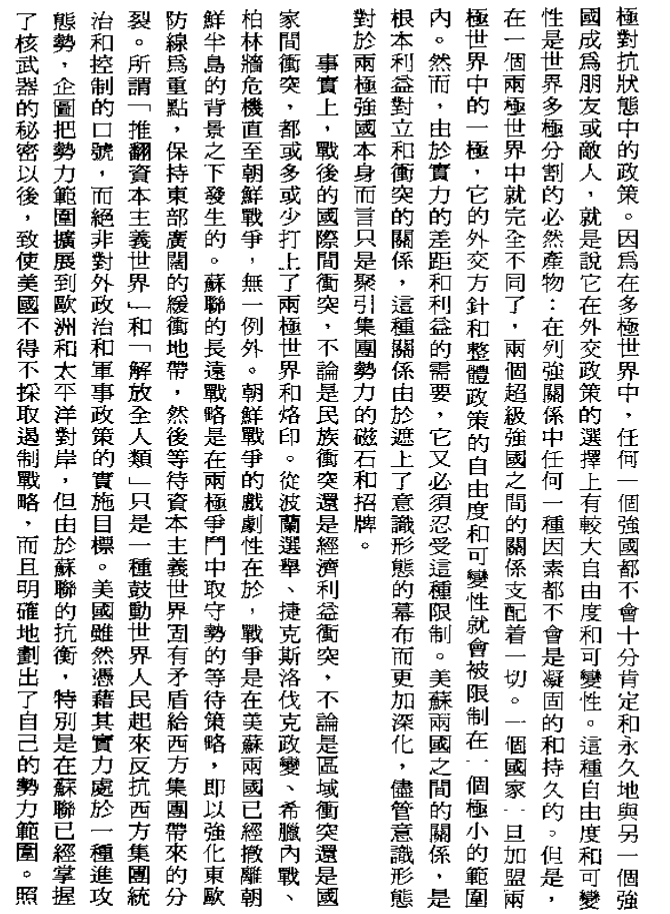 極對抗狀態中的政策。因爲在多極世界中，任何一個強國都不會十分肯定和永久地與另一個強
國成爲朋友或敵人，就是說它在外交政策的選擇上有較大自由度和可變性。這種自由度和可變
性是世界多極分割的必然產物：在列強關係中任何一種因素都不會是凝固的和持久的。但是，
在一個兩極世界中就完全不同了，兩個超級強國之間的關係支配着一切。一個國家一旦加盟兩
極世界中的一極，它的外交方針和整體政策的自由度和可變性就會被限制在一個極小的範圍
內。然而，由於實力的差距和利益的需要，它又必須忍受這種限制。美蘇兩國之間的關係，是
根本利益對立和衝突的關係，這種關係由於遮上了意識形態的幕布而更加深化，儘管意識形態
對於兩極強國本身而言只是聚引集團勢力的磁石和招牌。
事實上，戰後的國際間衝突，不論是民族衝突還是經濟利益衝突，不論是區域衝突還是國
家間衝突，都或多或少打上了兩極世界和烙印。從波蘭選舉、捷克斯洛伐克政變、希臘內戰、
柏林牆危機直至朝鮮戰爭，無一例外。朝鮮戰爭的戲劇性在於，戰爭是在美蘇兩國已經撤離朝
鮮半島的背景之下發生的。蘇聯的長遠戰略是在兩極爭鬥中取守勢的等待策略，即以強化東歐
防線爲重點，保持東部廣闊的緩衝地帶，然後等待資本主義世界固有矛盾給西方集團帶來的分
裂。所謂「推翻資本主義世界」和「解放全人類」只是一種鼓動世界人民起來反抗西方集團統
治和控制的口號，而絕非對外政治和軍事政策的實施目標。美國雖然憑藉其實力處於一種進攻
態勢，企圖把勢力範圍擴展到歐洲和太平洋對岸，但由於蘇聯的抗衡，特別是在蘇聯已經掌握
了核武器的秘密以後，致使美國不得不採取遏制戰略，而且明確地劃出了自己的勢力範圍。照